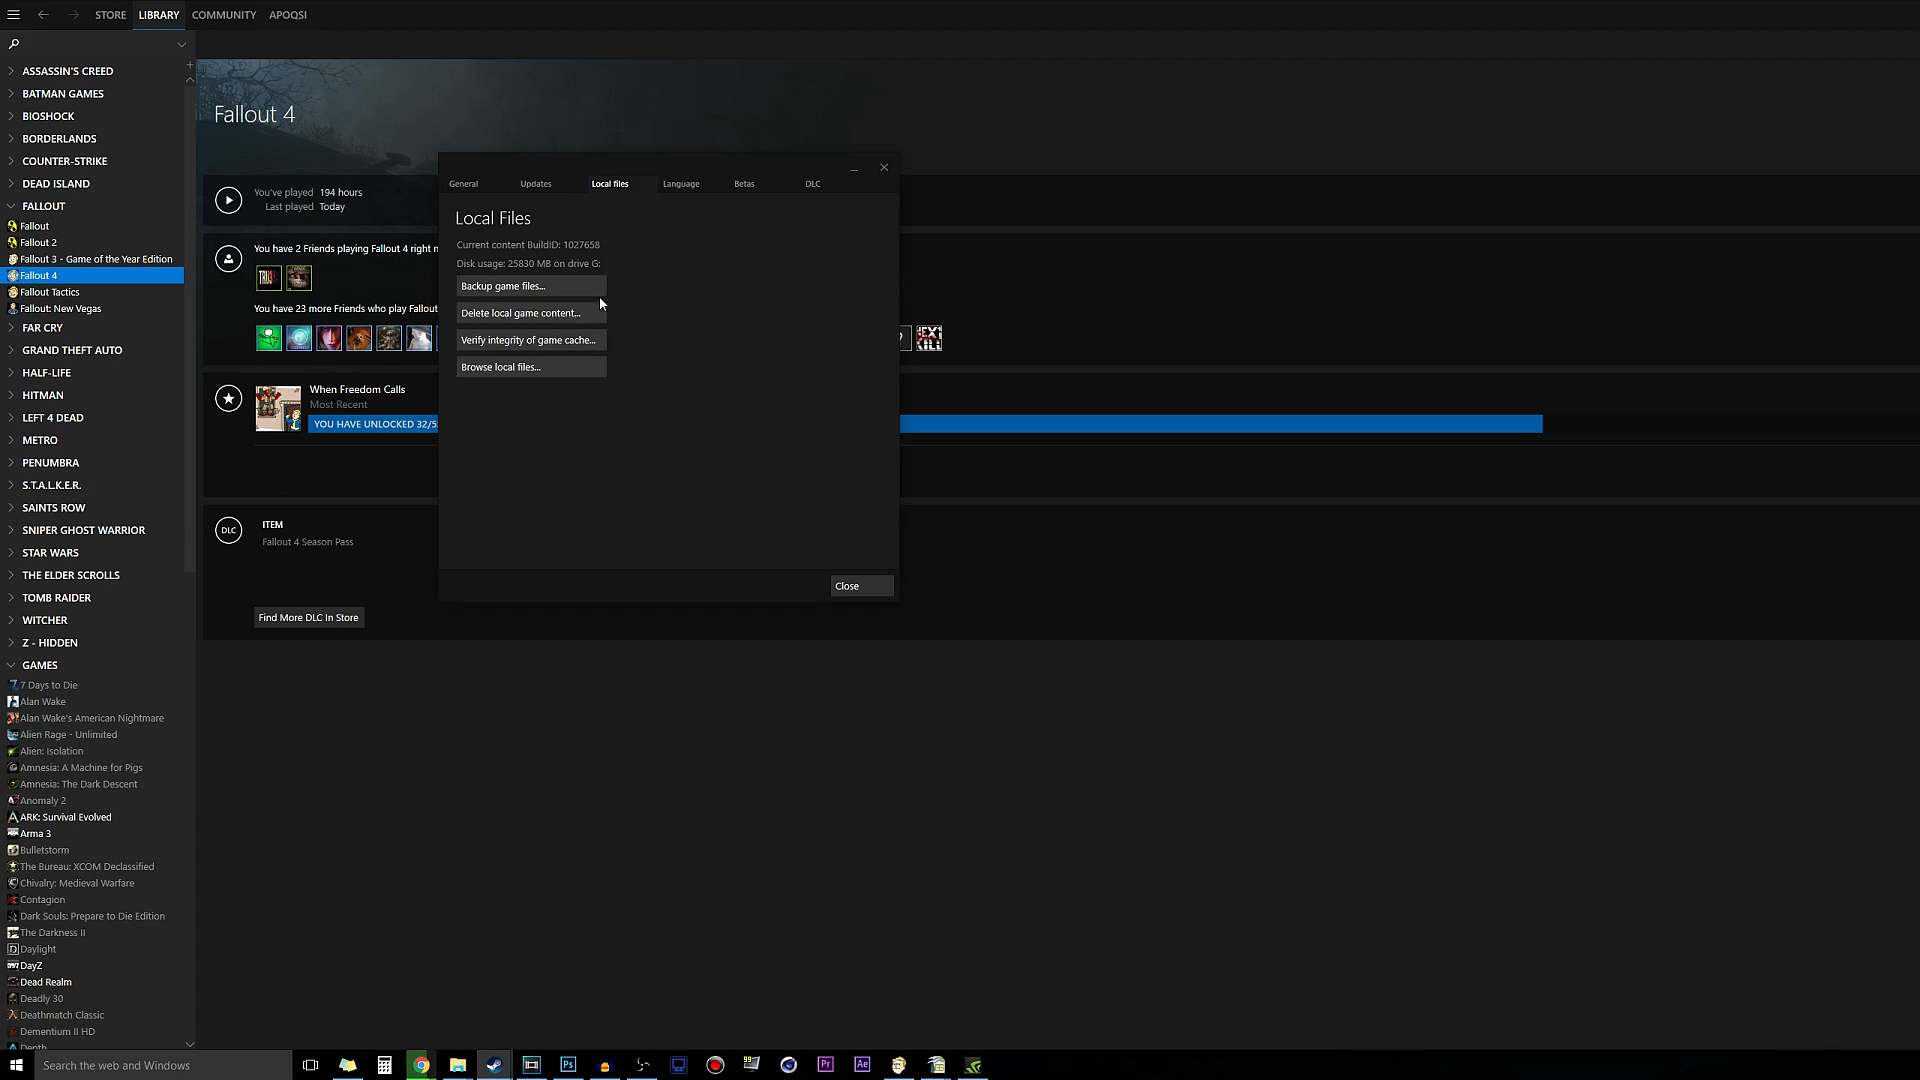 STORE
LIBRARY
COMMUNITY
APOQSI
ASSASSIN'S CREED
BATMAN GAMES
BIOSHOCK
BORDERLANDS
COUNTER-STRIKE
DEAD ISLAND
FALLOUT
Fallout
Fallout 2
Fallout 3 - Game of the Year Edition
Fallout 4
Fallout Tactics
Fallout: New Vegas
FAR CRY
GRAND THEFT AUTO
HALF-LIFE
HITMAN
LEFT 4 DEAD
METRO
PENUMBRA
S.T.A.L.K.E.R.
SAINTS ROW
SNIPER GHOST WARRIOR
STAR WARS
THE ELDER SCROLLS
TOMB RAIDER
WITCHER
Z - HIDDEN
GAMES
7 Days to Die
Alan Wake
Alan Wake's American Nightmare
Alien Rage - Unlimited
Alien: Isolation
Amnesia: A Machine for Pigs
Amnesia: The Dark Descent
Anomaly 2
ARK: Survival Evolved
Arma 3
Bulletstorm
The Bureau: XCOM Declassified
Chivalry: Medieval Warfare
Contagion
Dark Souls: Prepare to Die Edition
The Darkness II
Daylight
DayZ
Dead Realm
Deadly 30
Deathmatch Classic
Dementium II HD
Depth
Fallout 4
You've played 194 hours
Last played Today
You have 2 Friends playing Fallout 4 right
You have 23 more Friends who play Fallout
When Freedom Calls
Most Recent
YOU HAVE UNLOCKED 32/5
DLC
ITEM
Fallout 4 Season Pass
Find More DLC In Store
General
Updates
Local files
Language
Betas
DLC
Local Files
Current content BuildID: 1027658
Disk usage: 25830 MB on drive G:
Backup game files...
Delete local game content...
Verify integrity of game cache...
Browse local files...
Close
Search the web and Windows
Ps
99
Pr
Ae